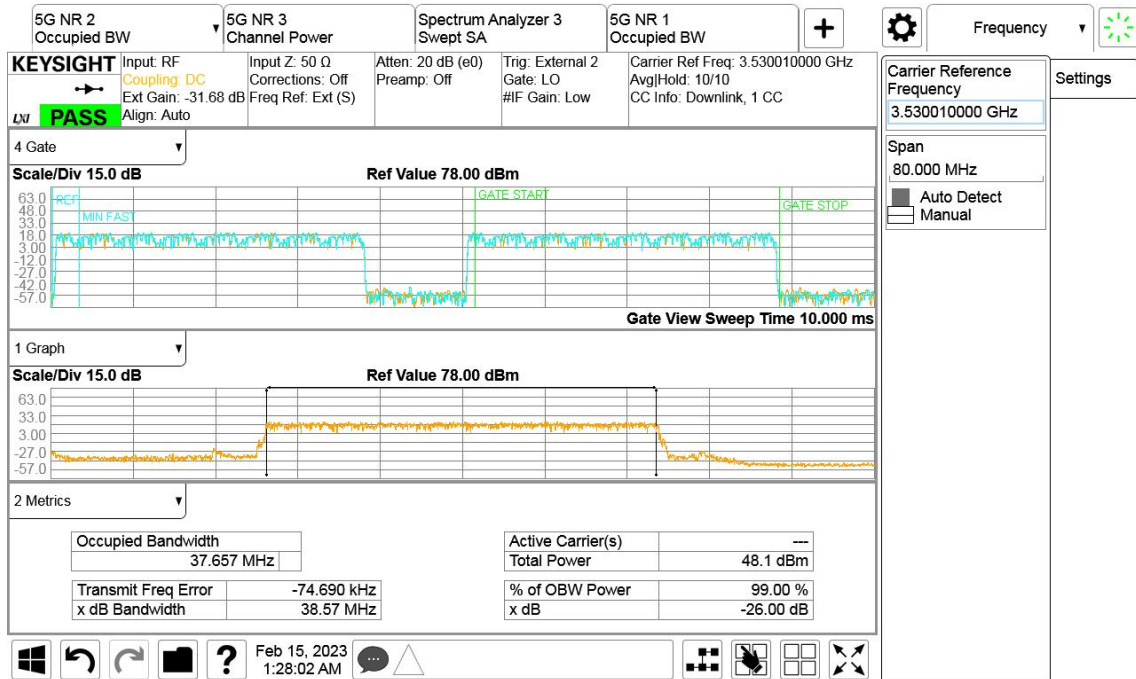 5G NR 2
Occupied BW
5G NR 3
Channel Power
Spectrum Analyzer 3
Swept SA
5G NR 1
Occupied BW
Frequency
KEYSIGHT
LXI
PASS
Input: RF
Coupling: DC
Ext Gain: -31.68 dB
Align: Auto
Input Z: 50 Ω
Corrections: Off
Freq Ref: Ext (S)
Atten: 20 dB (e0)
Preamp: Off
Trig: External 2
Gate: LO
#IF Gain: Low
Carrier Ref Freq: 3.530010000 GHz
Avg|Hold: 10/10
CC Info: Downlink, 1 CC
Carrier Reference
Frequency
3.530010000 GHz
Span
80.000 MHz
Auto Detect
Manual
Settings
4 Gate
Scale/Div 15.0 dB
Ref Value 78.00 dBm
63.0
48.0
33.0
18.0
3.00
-12.0
-27.0
-42.0
-57.0
REF
MIN FAST
GATE START
GATE STOP
Gate View Sweep Time 10.000 ms
1 Graph
Scale/Div 15.0 dB
Ref Value 78.00 dBm
63.0
33.0
3.00
-27.0
-57.0
2 Metrics
Occupied Bandwidth
37.657 MHz
Transmit Freq Error -74.690 kHz
x dB Bandwidth 38.57 MHz
Active Carrier(s) ---
Total Power 48.1 dBm
% of OBW Power 99.00 %
x dB -26.00 dB
?
Feb 15, 2023
1:28:02 AM